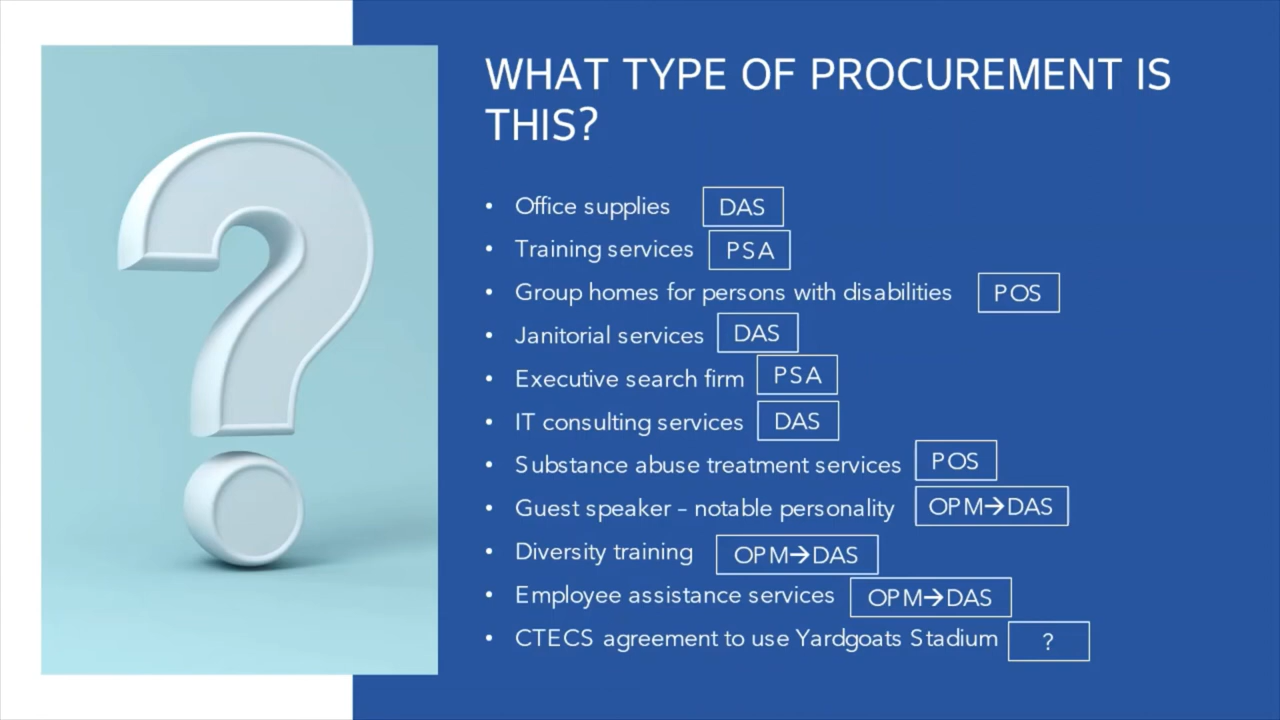 WHAT TYPE OF PROCUREMENT IS
THIS?
• Office supplies DAS
• Training services PSA
• Group homes for persons with disabilities POS
• Janitorial services DAS
• Executive search firm PSA
• IT consulting services DAS
• Substance abuse treatment services POS
• Guest speaker – notable personality OPM→DAS
• Diversity training OPM→DAS
• Employee assistance services OPM→DAS
• CTECS agreement to use Yardgoats Stadium ?